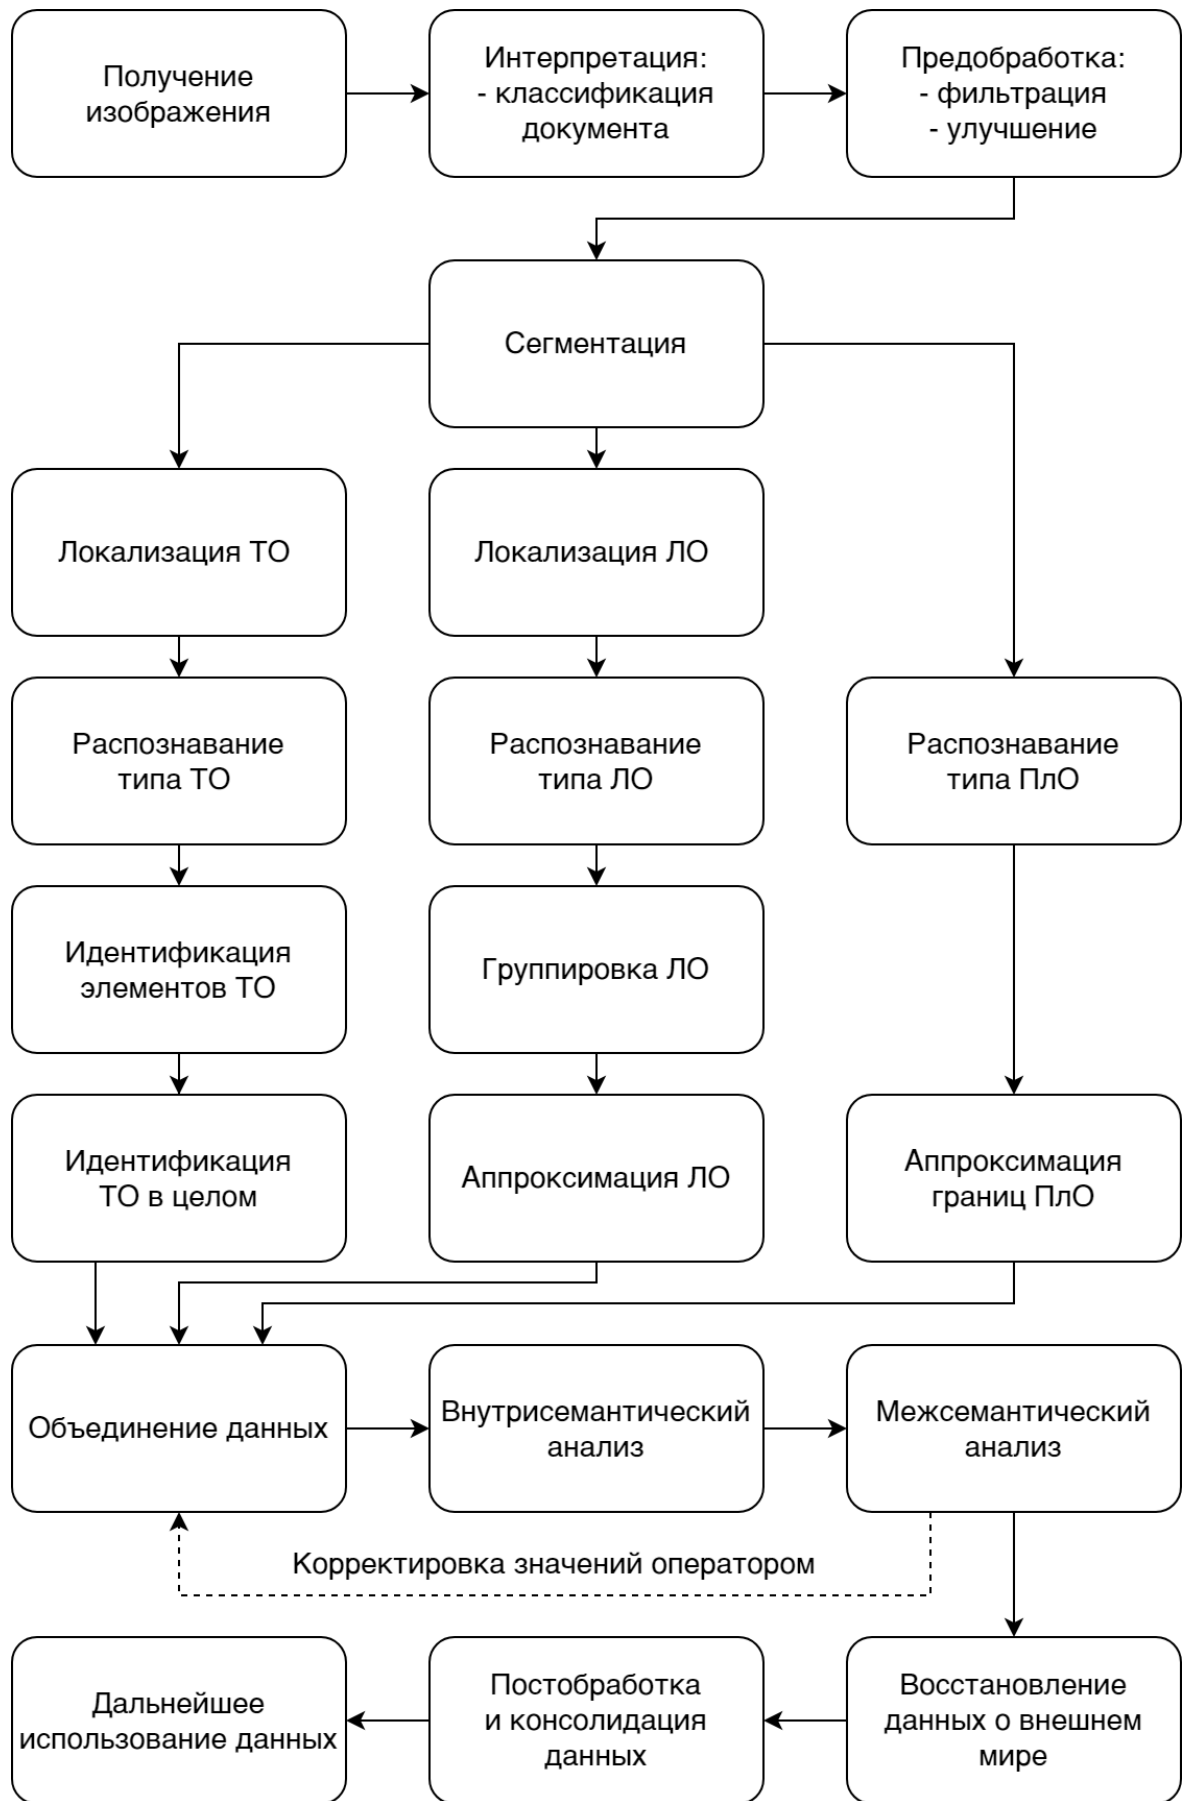 Получение
изображения
Интерпретация:
- классификация
документа
Предобработка:
- фильтрация
- улучшение
Сегментация
Локализация ТО
Локализация ЛО
Распознавание
типа ТО
Распознавание
типа ЛО
Распознавание
типа ПлО
Идентификация
элементов ТО
Группировка ЛО
Идентификация
ТО в целом
Аппроксимация ЛО
Аппроксимация
границ ПлО
Объединение данных
Внутрисемантический
анализ
Межсемантический
анализ
Корректировка значений оператором
Дальнейшее
использование данных
Постобработка
и консолидация
данных
Восстановление
данных о внешнем
мире